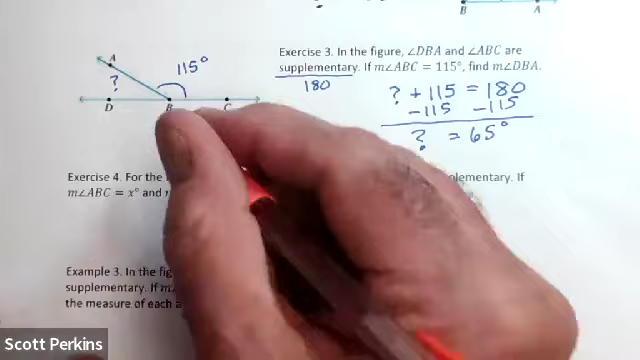 B A
A
?
115°
D B C
Exercise 3. In the figure, ∠DBA and ∠ABC are
supplementary. If m∠ABC = 115°, find m∠DBA.
180
? + 115 = 180
-115 -115
? = 65°
Exercise 4. For the
plementary. If
m∠ABC = x° and
Example 3. In the fig
supplementary. If m
the measure of each a
Scott Perkins